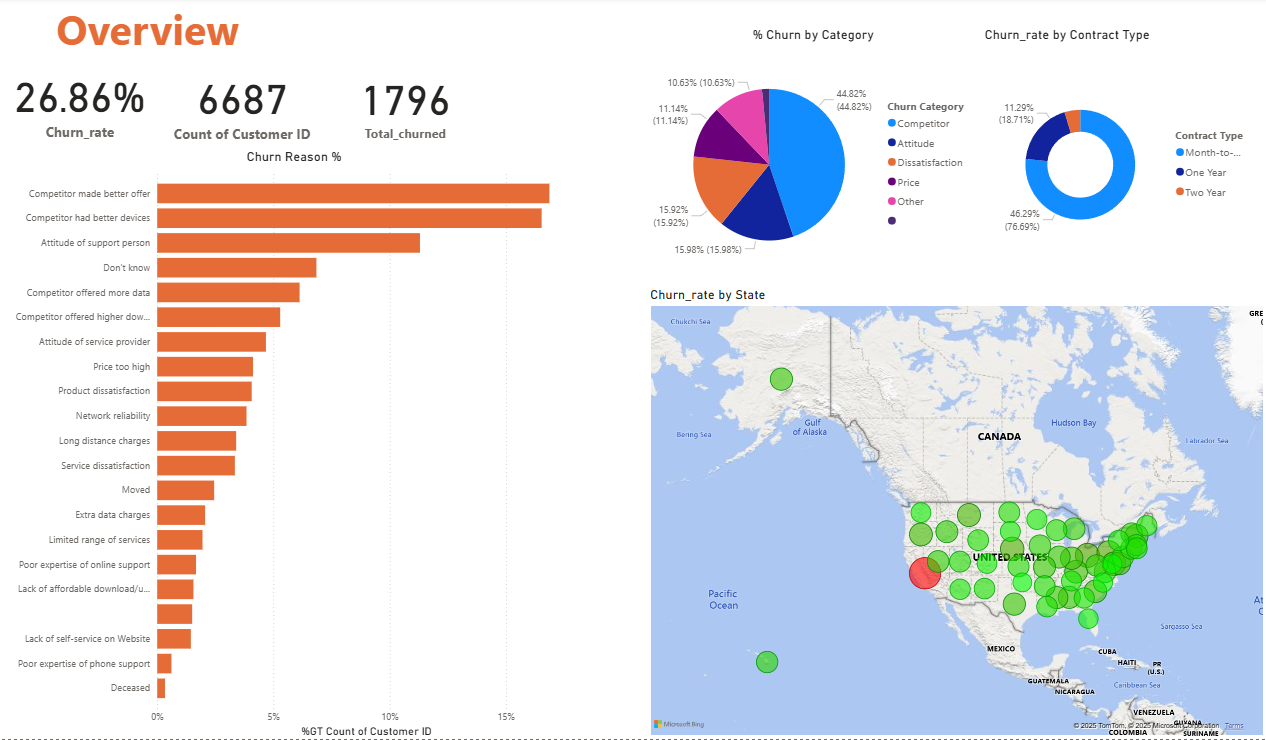 Overview
26.86%
Churn_rate
6687
Count of Customer ID
1796
Total_churned
Churn Reason %
Competitor made better offer
Competitor had better devices
Attitude of support person
Don't know
Competitor offered more data
Competitor offered higher dow...
Attitude of service provider
Price too high
Product dissatisfaction
Network reliability
Long distance charges
Service dissatisfaction
Moved
Extra data charges
Limited range of services
Poor expertise of online support
Lack of affordable download/u...
Lack of self-service on Website
Poor expertise of phone support
Deceased
0%
5%
10%
15%
%GT Count of Customer ID
% Churn by Category
10.63% (10.63%)
11.14%
(11.14%)
15.92%
(15.92%)
15.98% (15.98%)
44.82%
(44.82%)
Churn Category
Competitor
Attitude
Dissatisfaction
Price
Other
Churn_rate by Contract Type
11.29%
(18.71%)
46.29%
(76.69%)
Contract Type
Month-to-...
One Year
Two Year
Churn_rate by State
Chukchi Sea
GRE
Bering Sea
Gulf
of Alaska
CANADA
Hudson Bay
Labrador Sea
UNITED STATES
Pacific
Ocean
At
Sargasso Sea
MEXICO
CUBA
HAITI
PR
(U.S.)
GUATEMALA
Caribbean Sea
NICARAGUA
VENEZUELA
GUYANA
COLOMBIA
SURINAME
Microsoft Bing
© 2025 TomTom, © 2025 Microsoft Corporation Terms